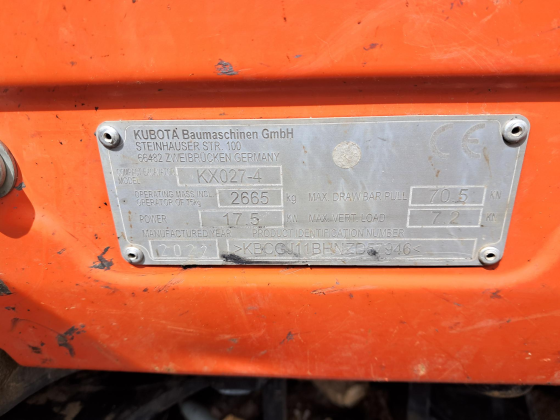 KUBOTA Baumaschinen GmbH
STEINHAUSER STR. 100
66482 ZWEIBRÜCKEN GERMANY
MODEL KX027-4
OPERATING MASS INCL. OPERATOR OF 75kg 2665 kg MAX. DRAW BAR PULL 70.5 KN
POWER 17.5 KW MAX. VERT. LOAD 7.2 KN
MANUFACTURED YEAR PRODUCT IDENTIFICATION NUMBER
CE